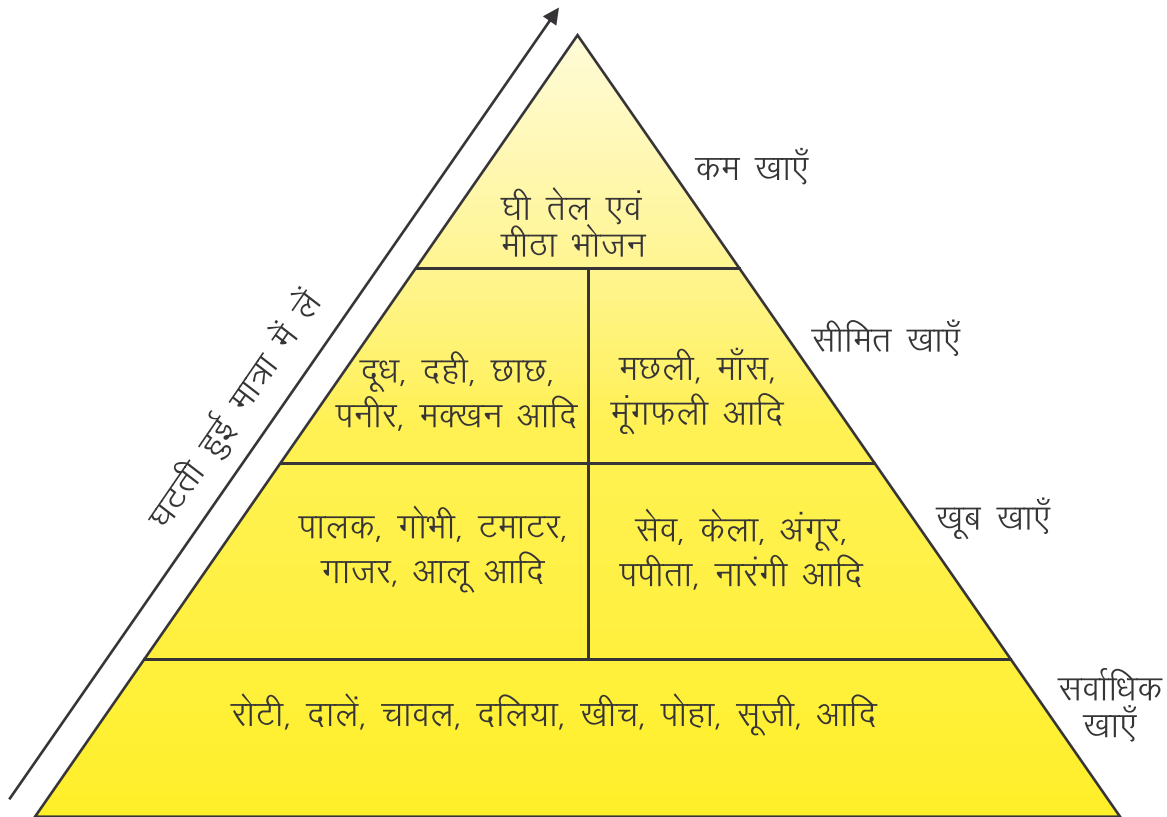 कम खाएँ
घी तेल एवं
मीठा भोजन
घटती हुई मात्रा में लें
सीमित खाएँ
दूध, दही, छाछ,
पनीर, मक्खन आदि
मछली, माँस,
मूंगफली आदि
खूब खाएँ
पालक, गोभी, टमाटर,
गाजर, आलू आदि
सेव, केला, अंगूर,
पपीता, नारंगी आदि
सर्वाधिक
खाएँ
रोटी, दालें, चावल, दलिया, खीच, पोहा, सूजी, आदि